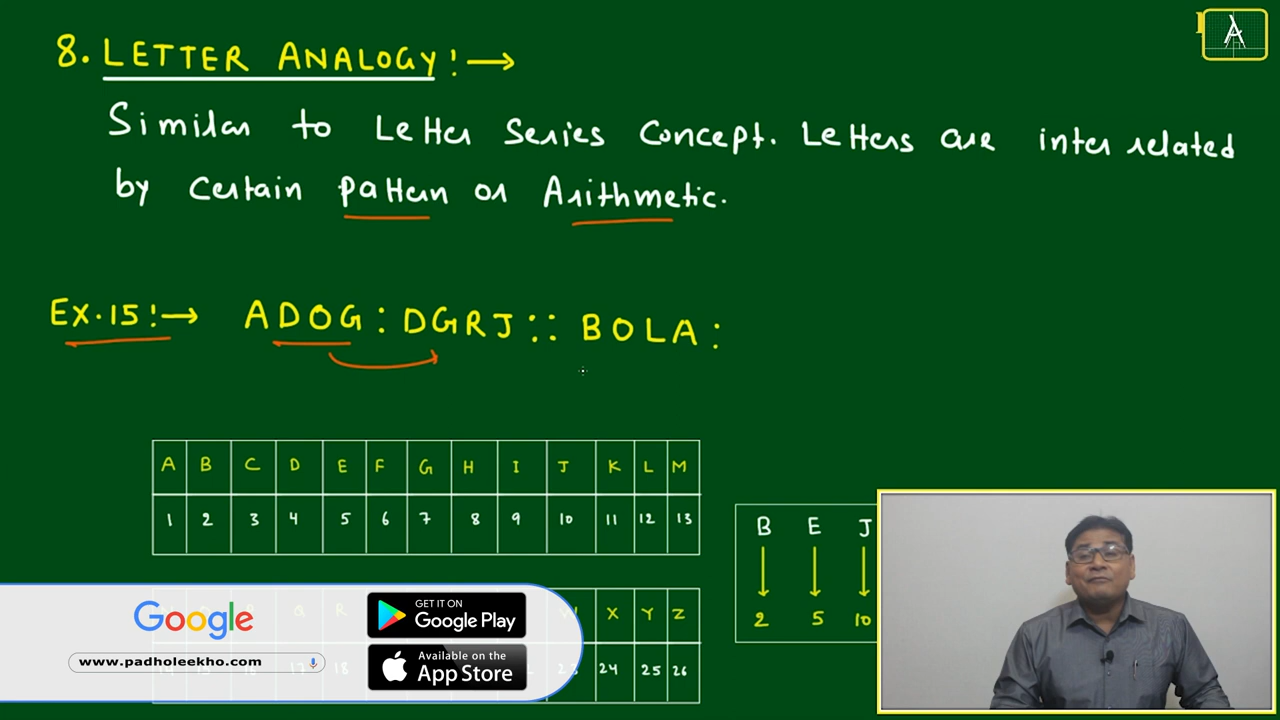 8. LETTER ANALOGY!→
Similar to Letter Series Concept. Letters are inter related
by certain pattern or Arithmetic.
EX.15!→ ADOG : DGRJ :: BOLA :
A B C D E F G H I J K L M
1 2 3 4 5 6 7 8 9 10 11 12 13
B E J
2 5 10
X Y Z
24 25 26
Google
www.padholeekho.com
GET IT ON
Google Play
Available on the
App Store